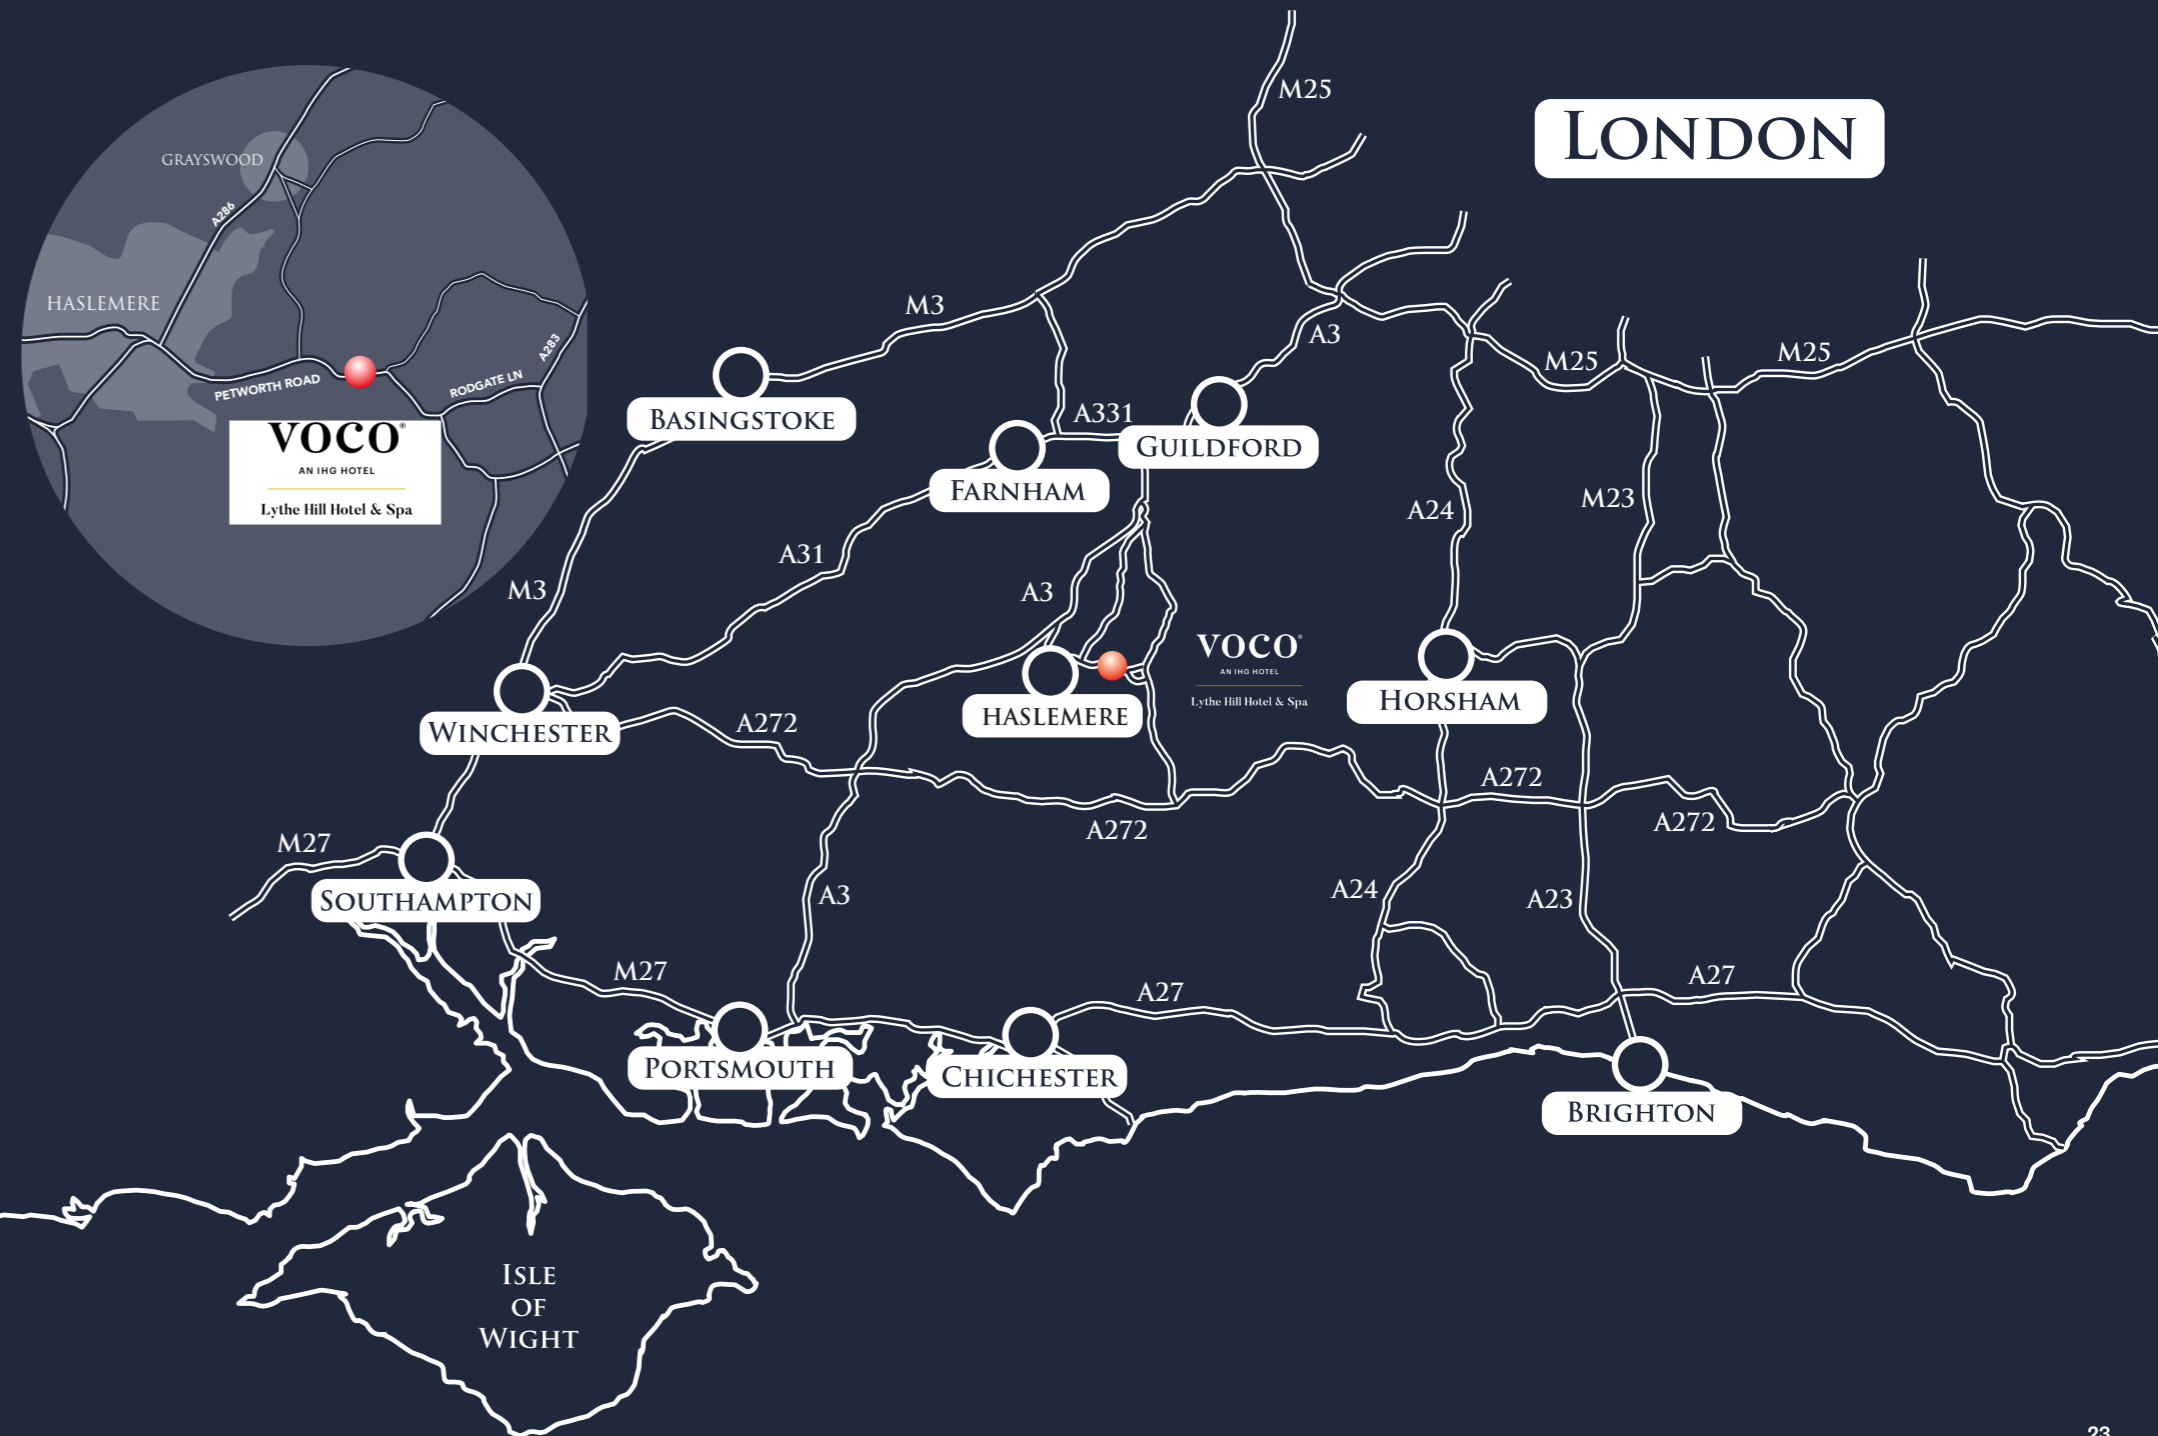 M25
LONDON
GRAYSWOOD
A286
HASLEMERE
M3
A3
A283
M25
M25
PETWORTH ROAD
RODGATE LN
BASINGSTOKE
A331
GUILDFORD
VOCO®
AN IHG HOTEL
Lythe Hill Hotel & Spa
FARNHAM
A24
M23
A31
M3
A3
VOCO®
AN IHG HOTEL
Lythe Hill Hotel & Spa
HORSHAM
HASLEMERE
WINCHESTER
A272
A272
A272
A272
M27
A3
A24
A23
SOUTHAMPTON
M27
A27
A27
PORTSMOUTH
CHICHESTER
BRIGHTON
ISLE
OF
WIGHT
23